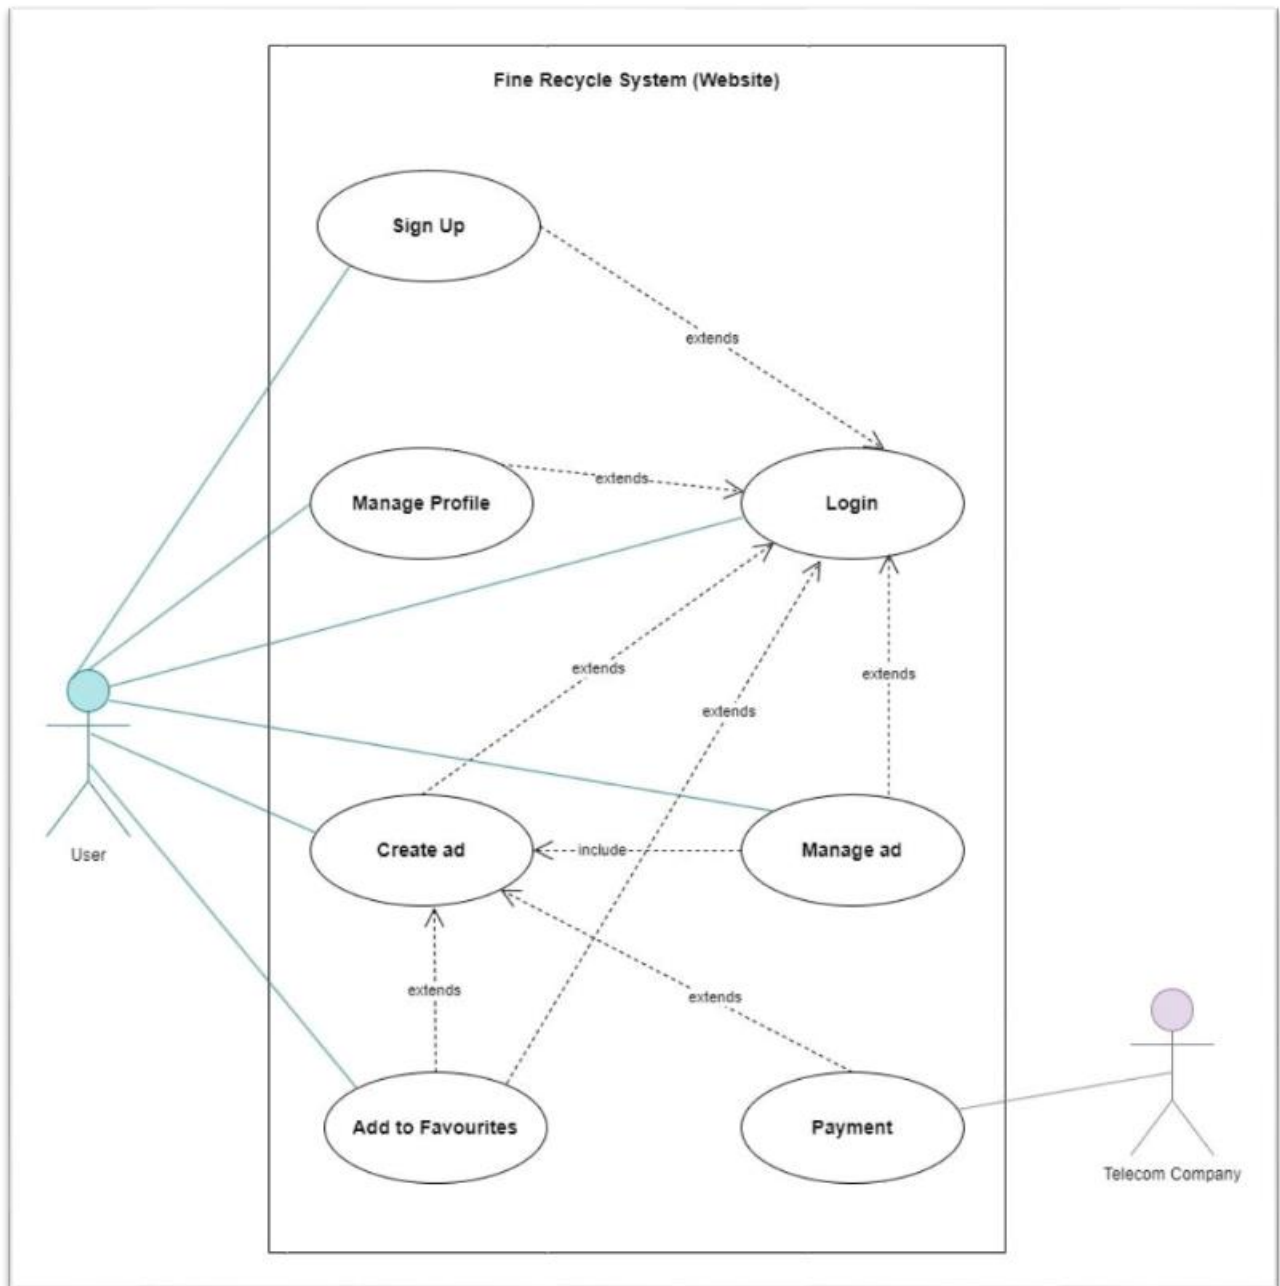 Fine Recycle System (Website)
Sign Up
extends
Manage Profile
extends
Login
extends
extends
extends
User
Create ad
include
Manage ad
extends
extends
Add to Favourites
Payment
Telecom Company